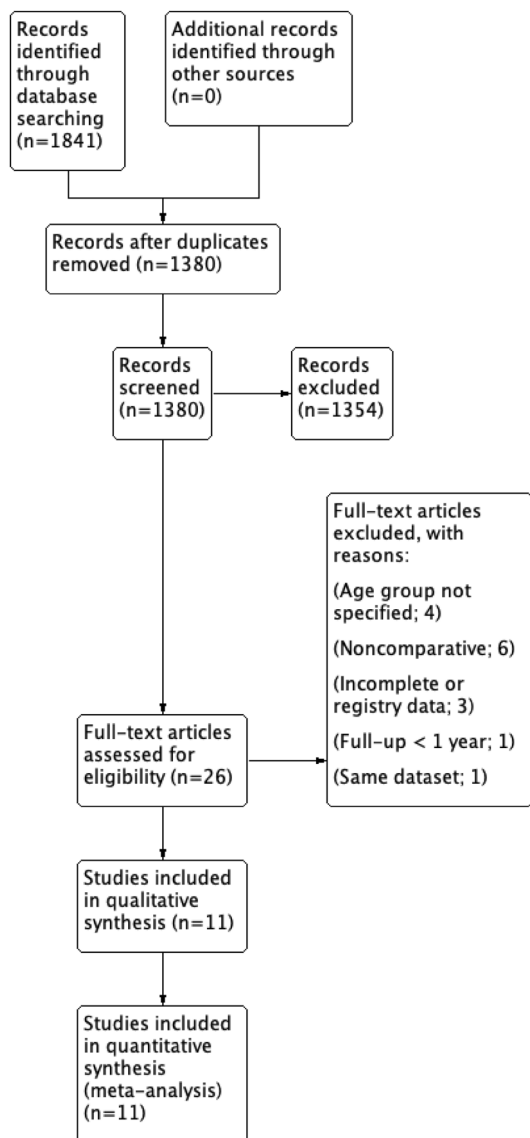 Records
identified
through
database
searching
(n=1841)
Additional records
identified through
other sources
(n=0)
Records after duplicates
removed (n=1380)
Records
screened
(n=1380)
Records
excluded
(n=1354)
Full-text articles
excluded, with
reasons:
(Age group not
specified; 4)
(Noncomparative; 6)
(Incomplete or
registry data; 3)
(Full-up < 1 year; 1)
(Same dataset; 1)
Full-text articles
assessed for
eligibility (n=26)
Studies included
in qualitative
synthesis (n=11)
Studies included
in quantitative
synthesis
(meta-analysis)
(n=11)